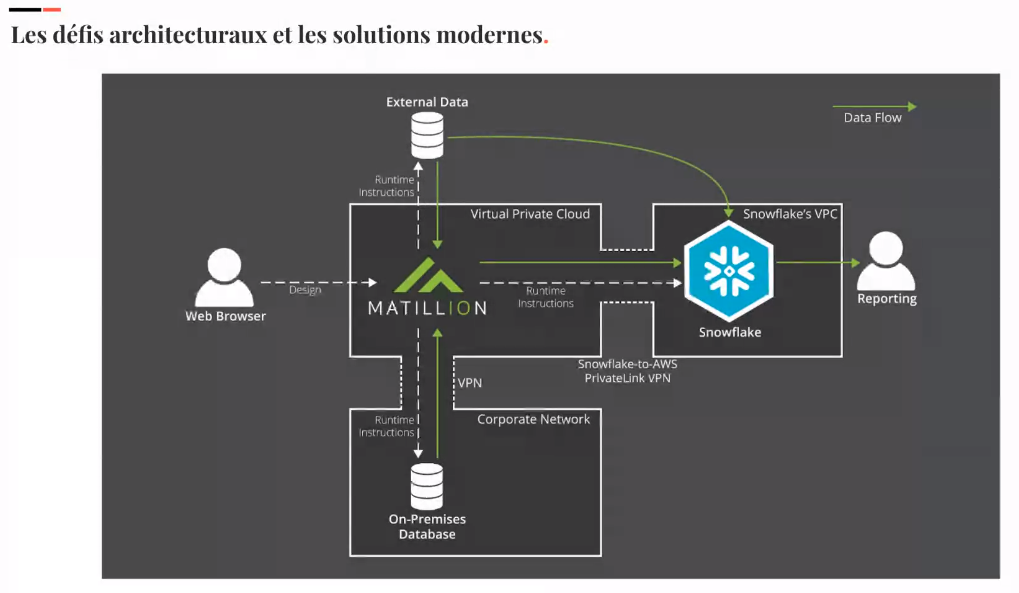 Les défis architecturaux et les solutions modernes.
External Data
Data Flow
Runtime
Instructions
Virtual Private Cloud
Snowflake's VPC
Design
Web Browser
MATILLION
Runtime
Instructions
Snowflake
Reporting
Snowflake-to-AWS
PrivateLink VPN
VPN
Runtime
Instructions
Corporate Network
On-Premises
Database